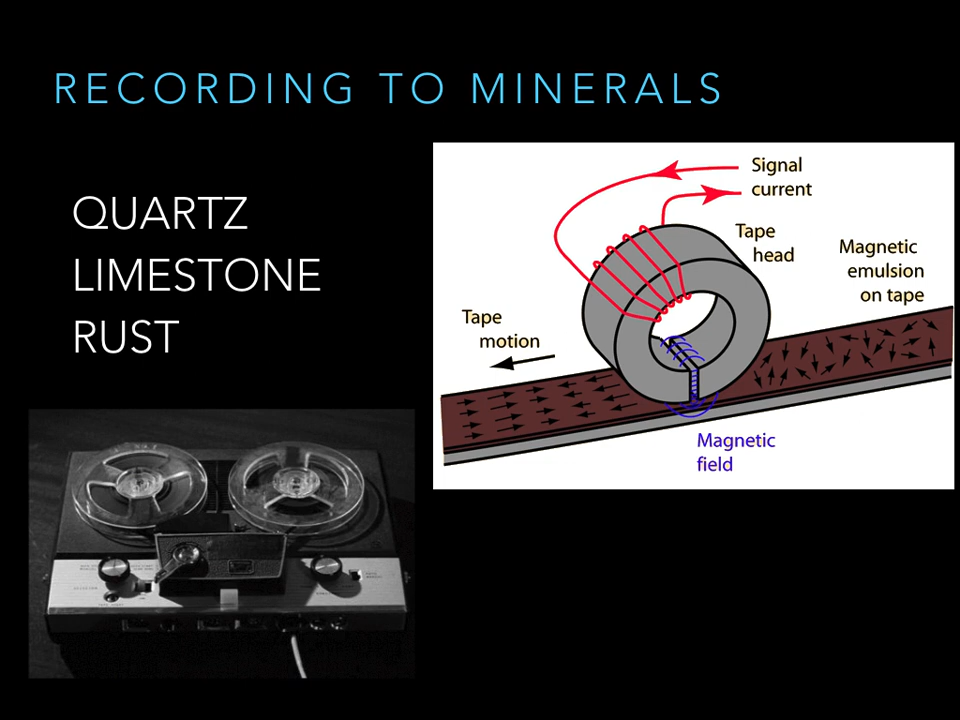 RECORDING TO MINERALS
QUARTZ
LIMESTONE
RUST
Signal
current
Tape
head
Magnetic
emulsion
on tape
Tape
motion
Magnetic
field